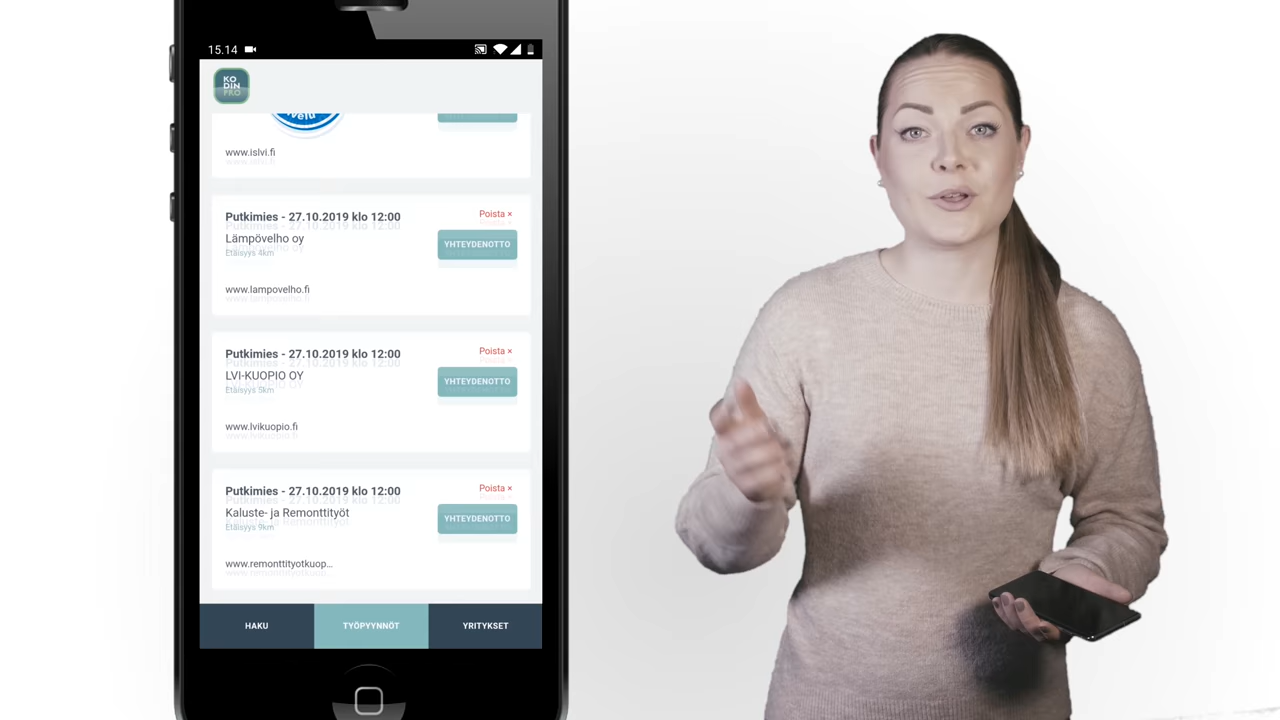 15.14
KO
DIN
PRO
www.islvi.fi
Putkimies - 27.10.2019 klo 12:00
Poista ×
Lämpövelho oy
YHTEYDENOTTO
Etäisyys 4km
www.lampovelho.fi
Putkimies - 27.10.2019 klo 12:00
Poista ×
LVI-KUOPIO OY
YHTEYDENOTTO
Etäisyys 5km
www.lvikuopio.fi
Putkimies - 27.10.2019 klo 12:00
Poista ×
Kaluste- ja Remonttityöt
YHTEYDENOTTO
Etäisyys 9km
www.remonttityotkuop...
HAKU
TYÖPYYNNÖT
YRITYKSET